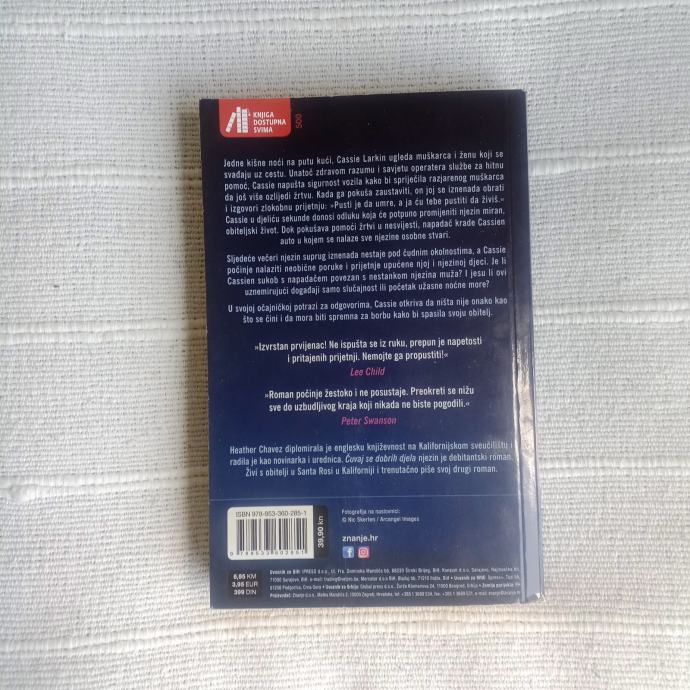 KNJIGA
DOSTUPNA
SVIMA
500
Jedne kišne noći na putu kući, Cassie Larkin ugleda muškarca i ženu koji se
svađaju uz cestu. Unatoč zdravom razumu i savjetu operatera službe za hitnu
pomoć, Cassie napušta sigurnost vozila kako bi spriječila razjarenog muškarca
da još više ozlijedi žrtvu. Kada ga pokuša zaustaviti, on joj se iznenada obrati
i izgovori zlokobnu prijetnju: »Pusti je da umre, a ja ću tebe pustiti da živiš.«
Cassie u djeliću sekunde donosi odluku koja će potpuno promijeniti njezin miran,
obiteljski život. Dok pokušava pomoći žrtvi u nesvijesti, napadač krade Cassien
auto u kojem se nalaze sve njezine osobne stvari.
Sljedeće večeri njezin suprug iznenada nestaje pod čudnim okolnostima, a Cassie
počinje nalaziti neobične poruke i prijetnje upućene njoj i njezinoj djeci. Je li
Cassien sukob s napadačem povezan s nestankom njezina muža? I jesu li ovi
uznemirujući događaji samo slučajnost ili početak užasne noćne more?
U svojoj očajničkoj potrazi za odgovorima, Cassie otkriva da ništa nije onako kao
što se čini i da mora biti spremna za borbu kako bi spasila svoju obitelj.
»Izvrstan prvijenac! Ne ispušta se iz ruku, prepun je napetosti
i pritajenih prijetnji. Nemojte ga propustiti!«
Lee Child
»Roman počinje žestoko i ne posustaje. Preokreti se nižu
sve do uzbudljivog kraja koji nikada ne biste pogodili.«
Peter Swanson
Heather Chavez diplomirala je englesku književnost na Kalifornijskom sveučilištu i
radila je kao novinarka i urednica. Čuvaj se dobrih djela njezin je debitantski roman.
Živi s obitelji u Santa Rosi u Kaliforniji i trenutačno piše svoj drugi roman.
ISBN 978-953-360-285-1
39,90 kn
Fotografija na naslovnici:
© Nic Skerten / Arcangel Images
znanje.hr
6,95 KM
3,95 EUR
399 DIN
Uvoznik za BiH: